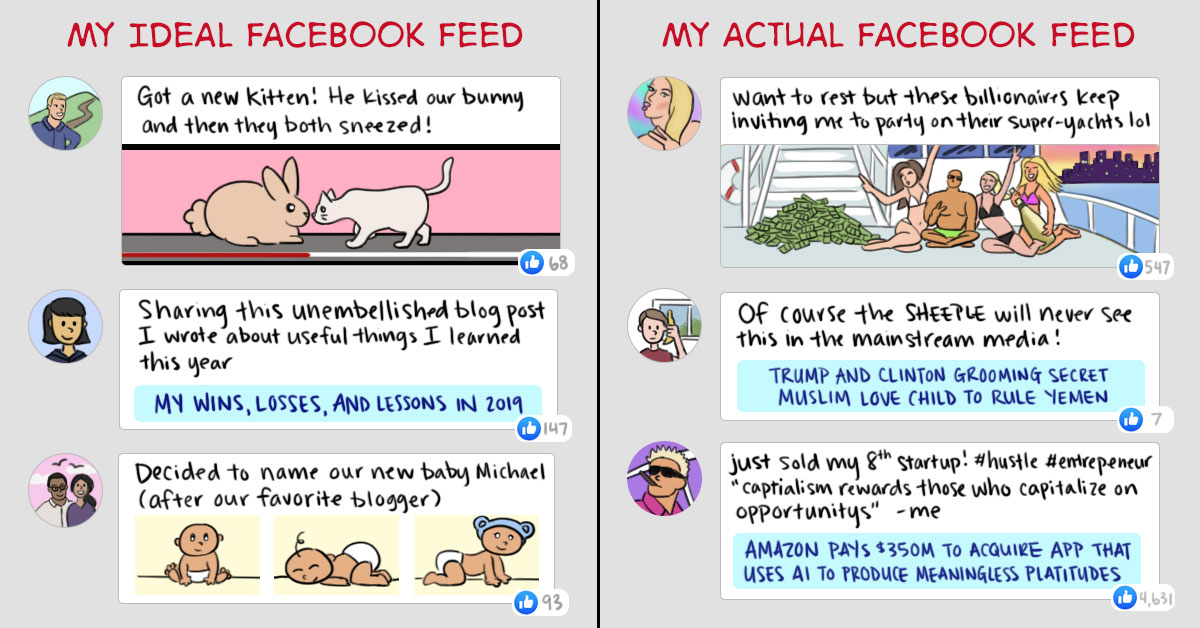 MY IDEAL FACEBOOK FEED
Got a new kitten! He kissed our bunny
and then they both sneezed!
68
Sharing this unembellished blog post
I wrote about useful things I learned
this year
MY WINS, LOSSES, AND LESSONS IN 2019
147
Decided to name our new baby Michael
(after our favorite blogger)
93
MY ACTUAL FACEBOOK FEED
want to rest but these billionaires keep
inviting me to party on their super-yachts lol
547
Of course the SHEEPLE will never see
this in the mainstream media!
TRUMP AND CLINTON GROOMING SECRET
MUSLIM LOVE CHILD TO RULE YEMEN
7
just sold my 8th startup! #hustle #entrepeneur
"captialism rewards those who capitalize on
opportunitys" -me
AMAZON PAYS $350M TO ACQUIRE APP THAT
USES AI TO PRODUCE MEANINGLESS PLATITUDES
4,631